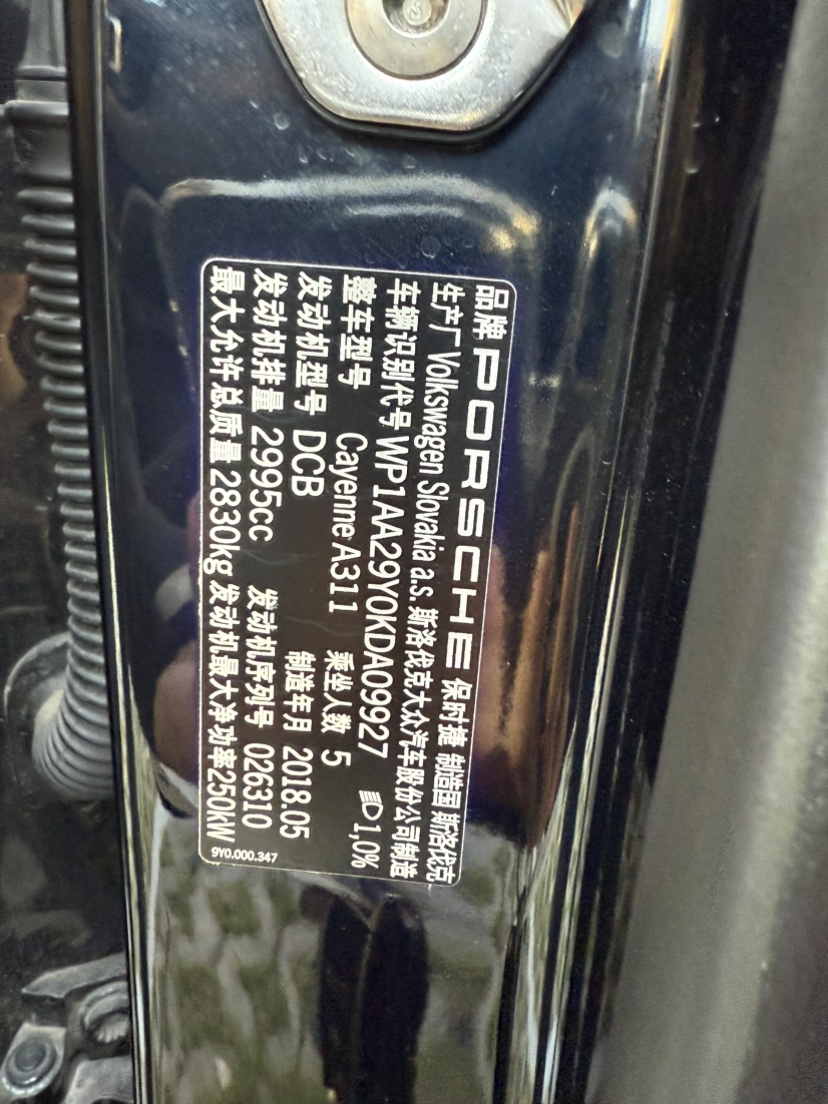 品牌 PORSCHE 保时捷 制造国 斯洛伐克
生产厂 Volkswagen Slovakia a.s. 斯洛伐克大众汽车股份公司制造
车辆识别代号 WP1AA29Y0KDA09927 1,0%
整车型号 Cayenne A311 乘坐人数 5
发动机型号 DCB 制造年月 2018.05
发动机排量 2995cc 发动机序列号 026310
最大允许总质量 2830kg 发动机最大净功率250kW
9Y0.000.347